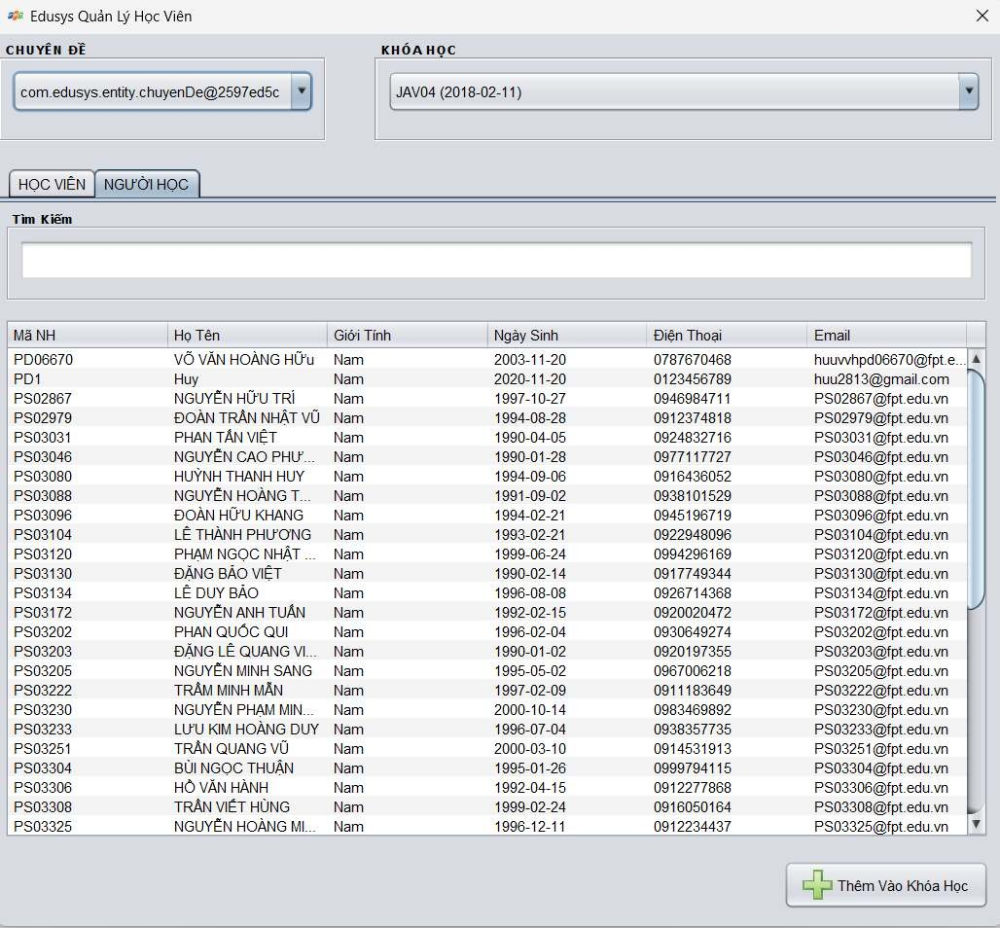 Edusys Quản Lý Học Viên
CHUYÊN ĐỀ
KHÓA HỌC
com.edusys.entity.chuyenDe@2597ed5c
JAV04 (2018-02-11)
HỌC VIÊN NGƯỜI HỌC
Tìm Kiếm
Mã NH Họ Tên Giới Tính Ngày Sinh Điện Thoại Email
PD06670 VÕ VĂN HOÀNG HỮu Nam 2003-11-20 0787670468 huuvvhpd06670@fpt.e...
PD1 Huy Nam 2020-11-20 0123456789 huu2813@gmail.com
PS02867 NGUYỄN HỮU TRÍ Nam 1997-10-27 0946984711 PS02867@fpt.edu.vn
PS02979 ĐOÀN TRẦN NHẬT VŨ Nam 1994-08-28 0912374818 PS02979@fpt.edu.vn
PS03031 PHAN TẤN VIỆT Nam 1990-04-05 0924832716 PS03031@fpt.edu.vn
PS03046 NGUYỄN CAO PHƯ... Nam 1990-01-28 0977117727 PS03046@fpt.edu.vn
PS03080 HUỲNH THANH HUY Nam 1994-09-06 0916436052 PS03080@fpt.edu.vn
PS03088 NGUYỄN HOÀNG T... Nam 1991-09-02 0938101529 PS03088@fpt.edu.vn
PS03096 ĐOÀN HỮU KHANG Nam 1994-02-21 0945196719 PS03096@fpt.edu.vn
PS03104 LÊ THÀNH PHƯƠNG Nam 1993-02-21 0922948096 PS03104@fpt.edu.vn
PS03120 PHẠM NGỌC NHẬT ... Nam 1999-06-24 0994296169 PS03120@fpt.edu.vn
PS03130 ĐẶNG BẢO VIỆT Nam 1990-02-14 0917749344 PS03130@fpt.edu.vn
PS03134 LÊ DUY BẢO Nam 1996-08-08 0926714368 PS03134@fpt.edu.vn
PS03172 NGUYỄN ANH TUẤN Nam 1992-02-15 0920020472 PS03172@fpt.edu.vn
PS03202 PHAN QUỐC QUI Nam 1996-02-04 0930649274 PS03202@fpt.edu.vn
PS03203 ĐẶNG LÊ QUANG VI... Nam 1990-01-02 0920197355 PS03203@fpt.edu.vn
PS03205 NGUYỄN MINH SANG Nam 1995-05-02 0967006218 PS03205@fpt.edu.vn
PS03222 TRẦM MINH MẪN Nam 1997-02-09 0911183649 PS03222@fpt.edu.vn
PS03230 NGUYỄN PHẠM MIN... Nam 2000-10-14 0983469892 PS03230@fpt.edu.vn
PS03233 LƯU KIM HOÀNG DUY Nam 1996-07-04 0938357735 PS03233@fpt.edu.vn
PS03251 TRẦN QUANG VŨ Nam 2000-03-10 0914531913 PS03251@fpt.edu.vn
PS03304 BÙI NGỌC THUẬN Nam 1995-01-26 0999794115 PS03304@fpt.edu.vn
PS03306 HỒ VĂN HÀNH Nam 1992-04-15 0912277868 PS03306@fpt.edu.vn
PS03308 TRẦN VIẾT HÙNG Nam 1999-02-24 0916050164 PS03308@fpt.edu.vn
PS03325 NGUYỄN HOÀNG MI... Nam 1996-12-11 0912234437 PS03325@fpt.edu.vn
Thêm Vào Khóa Học